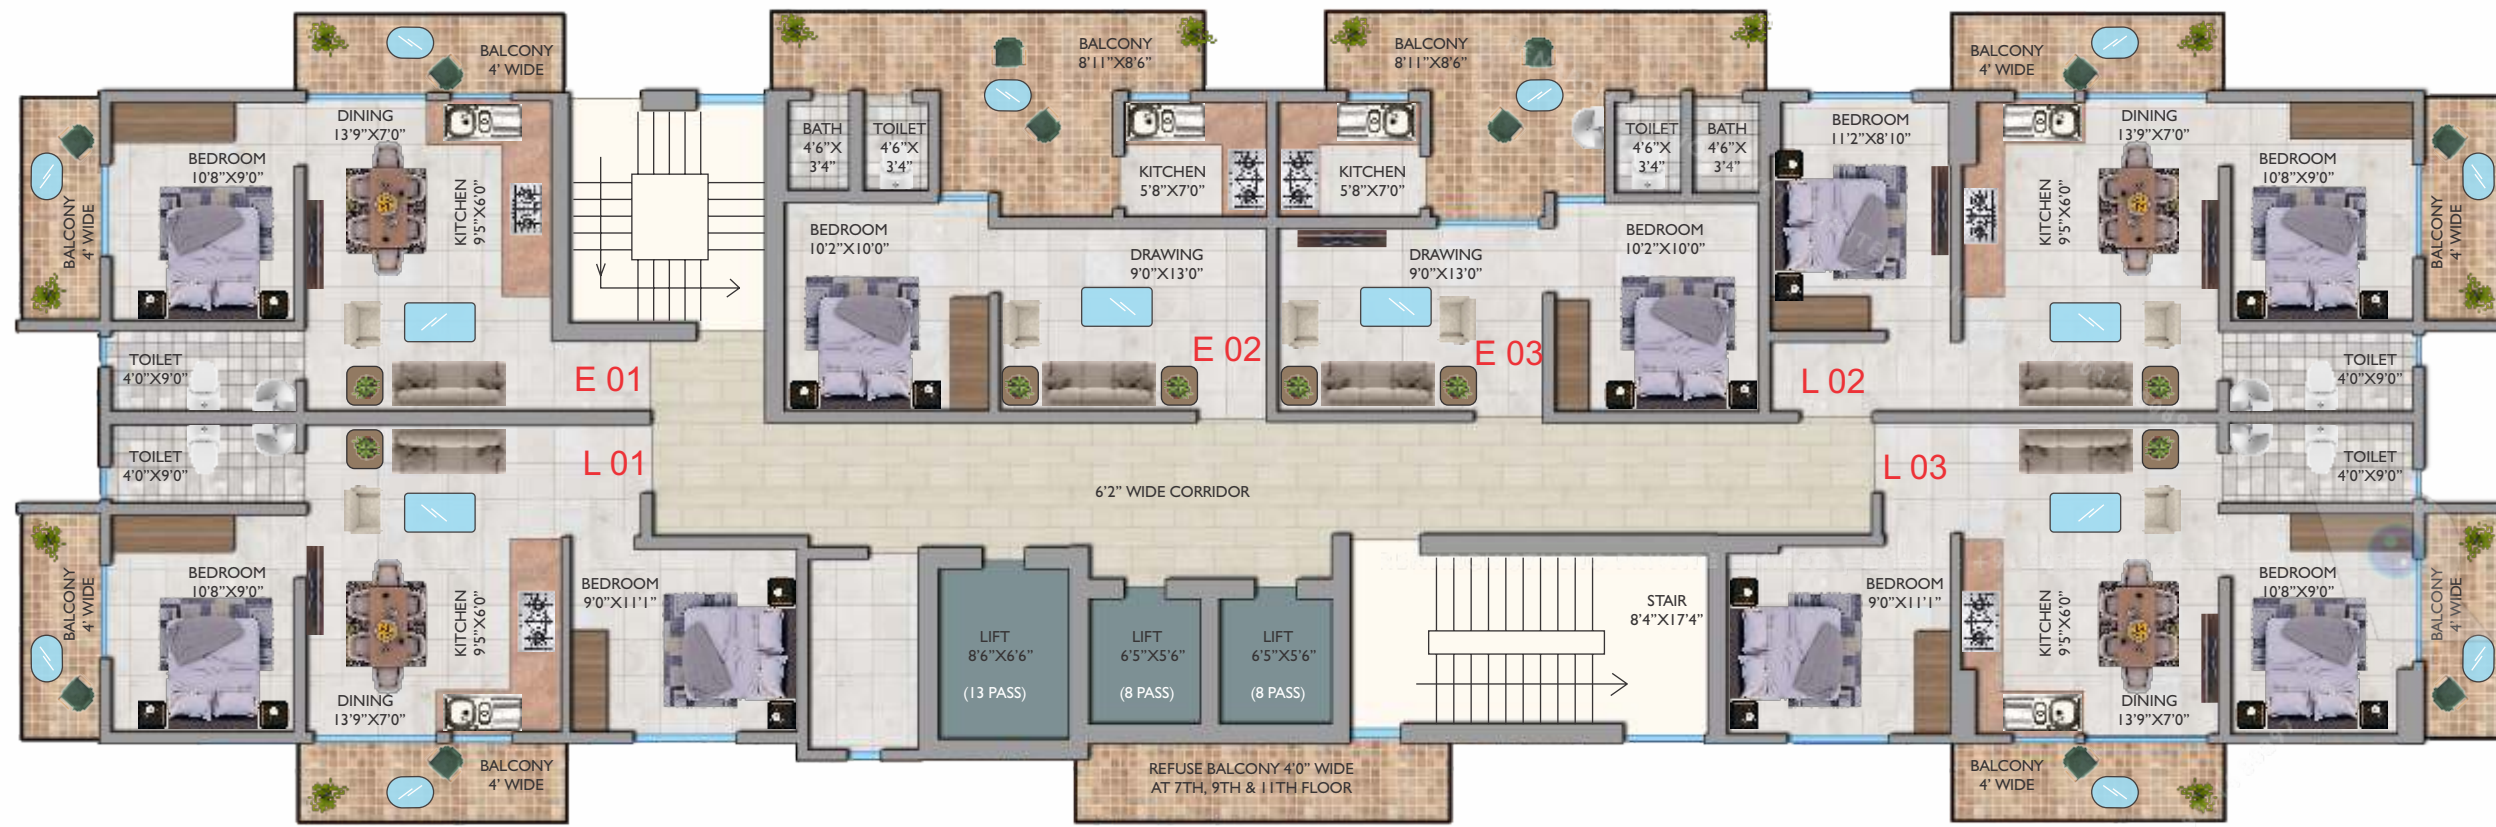 BALCONY
4' WIDE
BALCONY
8'11"X8'6"
BALCONY
8'11"X8'6"
BALCONY
4' WIDE
DINING
13'9"X7'0"
BEDROOM
10'8"X9'0"
KITCHEN
9'5"X6'0"
BALCONY
4' WIDE
BATH
4'6"X
3'4"
TOILET
4'6"X
3'4"
KITCHEN
5'8"X7'0"
KITCHEN
5'8"X7'0"
TOILET
4'6"X
3'4"
BATH
4'6"X
3'4"
BEDROOM
11'2"X8'10"
DINING
13'9"X7'0"
BEDROOM
10'8"X9'0"
KITCHEN
9'5"X6'0"
BALCONY
4' WIDE
BEDROOM
10'2"X10'0"
DRAWING
9'0"X13'0"
DRAWING
9'0"X13'0"
BEDROOM
10'2"X10'0"
TOILET
4'0"X9'0"
E 01
E 02
E 03
L 02
TOILET
4'0"X9'0"
TOILET
4'0"X9'0"
L 01
L 03
TOILET
4'0"X9'0"
6'2" WIDE CORRIDOR
BEDROOM
10'8"X9'0"
BALCONY
4' WIDE
KITCHEN
9'5"X6'0"
BEDROOM
9'0"X11'1"
DINING
13'9"X7'0"
LIFT
8'6"X6'6"
(13 PASS)
LIFT
6'5"X5'6"
(8 PASS)
LIFT
6'5"X5'6"
(8 PASS)
STAIR
8'4"X17'4"
BEDROOM
9'0"X11'1"
KITCHEN
9'5"X6'0"
BEDROOM
10'8"X9'0"
BALCONY
4' WIDE
DINING
13'9"X7'0"
BALCONY
4' WIDE
REFUSE BALCONY 4'0" WIDE
AT 7TH, 9TH & 11TH FLOOR
BALCONY
4' WIDE